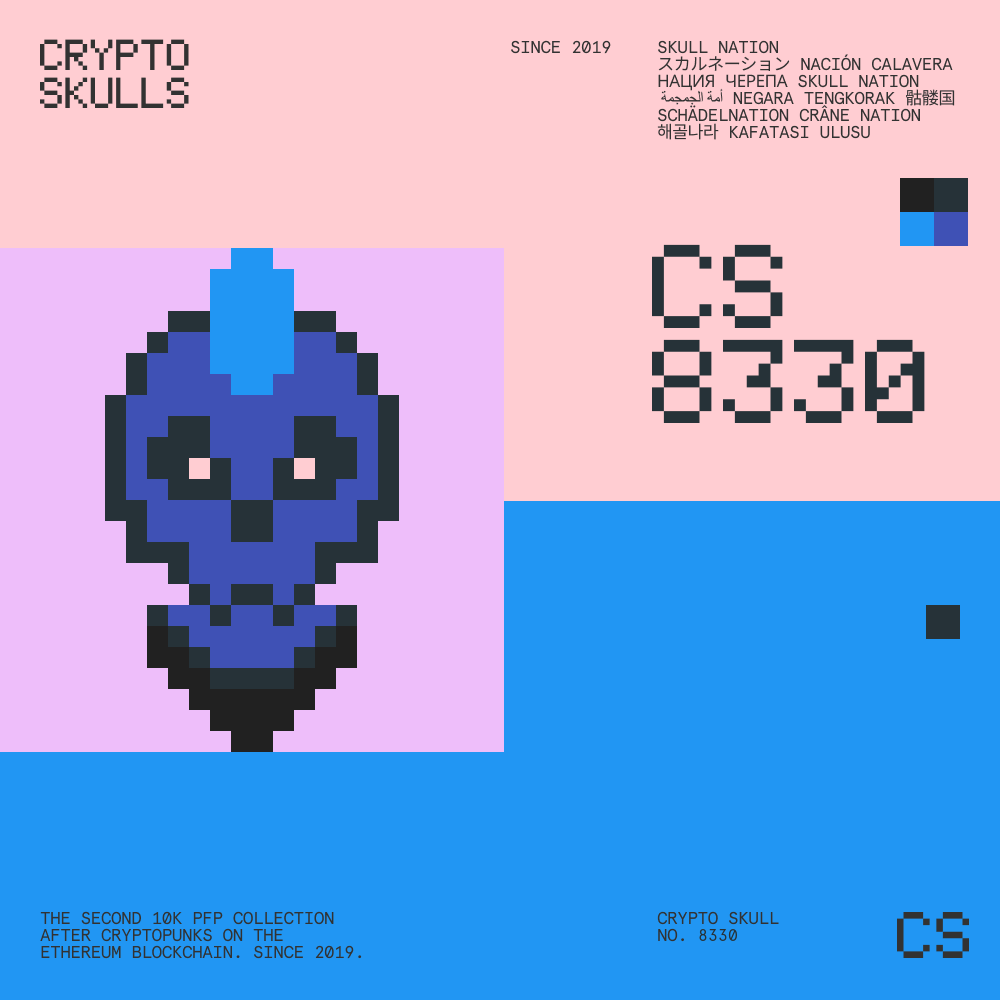 CRYPTO
SKULLS
SINCE 2019
SKULL NATION
スカルネーション NACIÓN CALAVERA
НАЦИЯ ЧЕРЕПА SKULL NATION
أمة الجمجمة NEGARA TENGKORAK 骷髅国
SCHÄDELNATION CRÂNE NATION
해골나라 KAFATASI ULUSU
CS
8330
THE SECOND 10K PFP COLLECTION
AFTER CRYPTOPUNKS ON THE
ETHEREUM BLOCKCHAIN. SINCE 2019.
CRYPTO SKULL
NO. 8330
CS